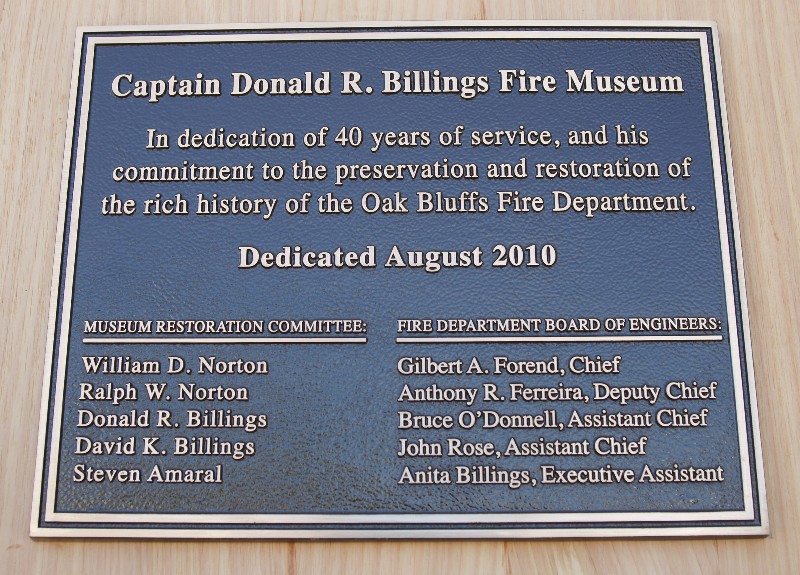 Captain Donald R. Billings Fire Museum
In dedication of 40 years of service, and his
commitment to the preservation and restoration of
the rich history of the Oak Bluffs Fire Department.
Dedicated August 2010
MUSEUM RESTORATION COMMITTEE:
William D. Norton
Ralph W. Norton
Donald R. Billings
David K. Billings
Steven Amaral
FIRE DEPARTMENT BOARD OF ENGINEERS:
Gilbert A. Forend, Chief
Anthony R. Ferreira, Deputy Chief
Bruce O'Donnell, Assistant Chief
John Rose, Assistant Chief
Anita Billings, Executive Assistant